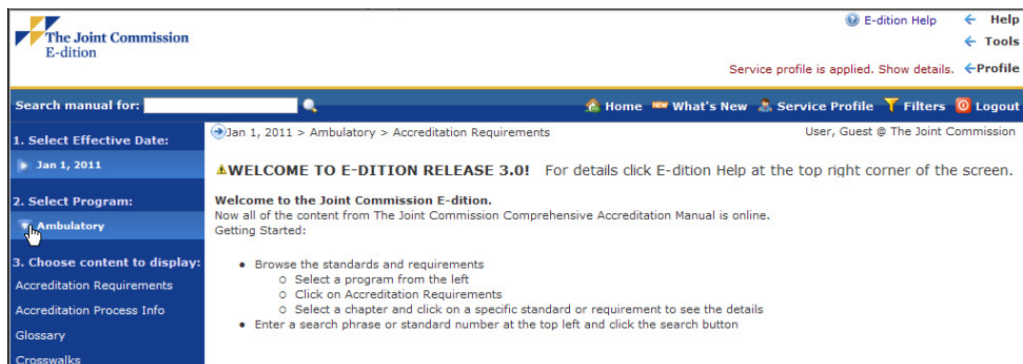 The Joint Commission
E-dition
E-dition Help
Help
Tools
Service profile is applied. Show details.
Profile
Search manual for:
Home
NEW What's New
Service Profile
Filters
Logout
1. Select Effective Date:
Jan 1, 2011
2. Select Program:
Ambulatory
3. Choose content to display:
Accreditation Requirements
Accreditation Process Info
Glossary
Crosswalks
Jan 1, 2011 > Ambulatory > Accreditation Requirements
User, Guest @ The Joint Commission
WELCOME TO E-DITION RELEASE 3.0! For details click E-dition Help at the top right corner of the screen.
Welcome to the Joint Commission E-dition.
Now all of the content from The Joint Commission Comprehensive Accreditation Manual is online.
Getting Started:
• Browse the standards and requirements
○ Select a program from the left
○ Click on Accreditation Requirements
○ Select a chapter and click on a specific standard or requirement to see the details
• Enter a search phrase or standard number at the top left and click the search button